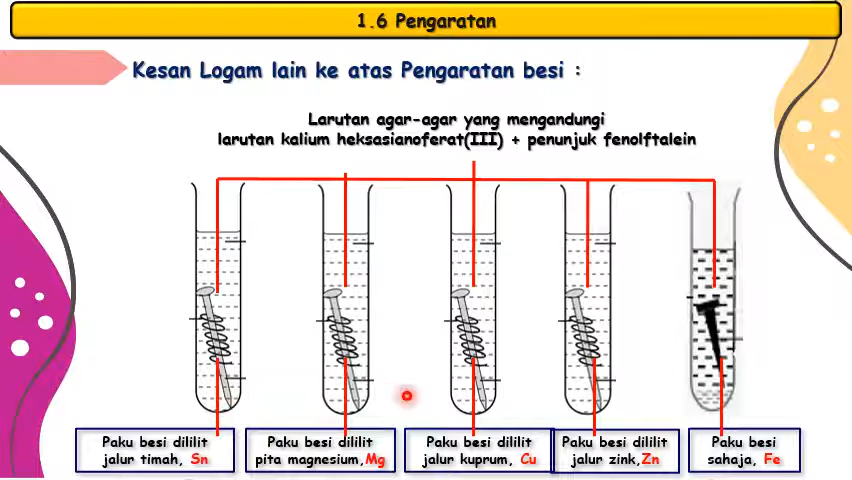 1.6 Pengaratan
Kesan Logam lain ke atas Pengaratan besi :
Larutan agar-agar yang mengandungi
larutan kalium heksasianoferat(III) + penunjuk fenolftalein
Paku besi dililit
jalur timah, Sn
Paku besi dililit
pita magnesium,Mg
Paku besi dililit
jalur kuprum, Cu
Paku besi dililit
jalur zink,Zn
Paku besi
sahaja, Fe